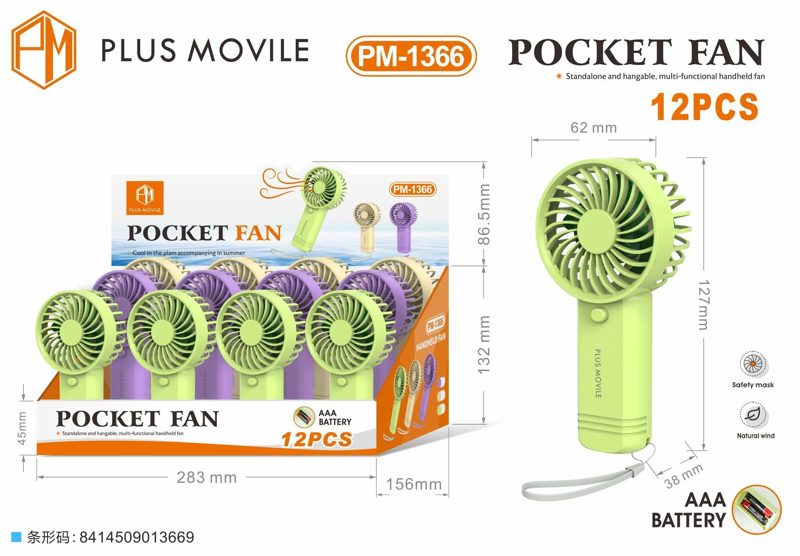 PM PLUS MOVILE
PM-1366
POCKET FAN
Standalone and hangable, multi-functional handheld fan
12PCS
62 mm
PM
PLUS MOVILE
PM-1366
POCKET FAN
Cool in the plam accompanying in summer
86.5mm
132 mm
PM-1366
HANDHELD FAN
POCKET FAN
Standalone and hangable, multi-functional handheld fan
AAA
BATTERY
12PCS
45mm
283 mm
156mm
PLUS MOVILE
127mm
38 mm
Safety mask
Natural wind
AAA
BATTERY
条形码: 8414509013669